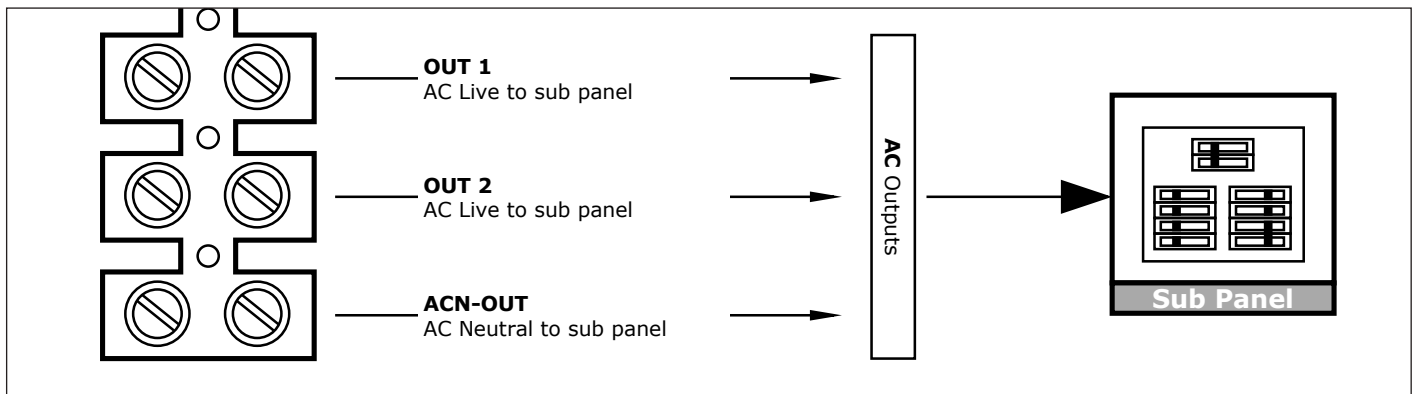 OUT 1
AC Live to sub panel
OUT 2
AC Live to sub panel
ACN-OUT
AC Neutral to sub panel
AC Outputs
Sub Panel